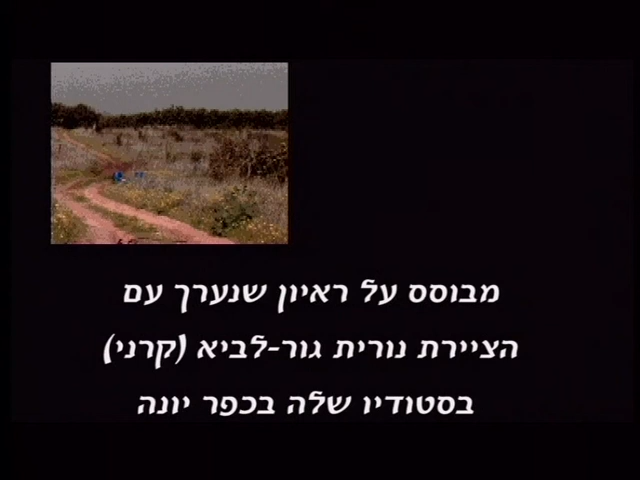 מבוסס על ראיון שנערך עם
הציירת נורית גור-לביא (קרני)
בסטודיו שלה בכפר יונה